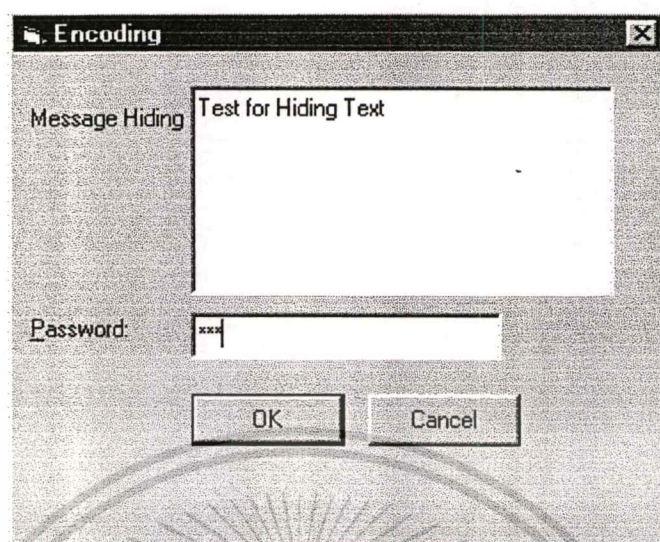 Encoding
Message Hiding
Test for Hiding Text
Password:
***
OK
Cancel